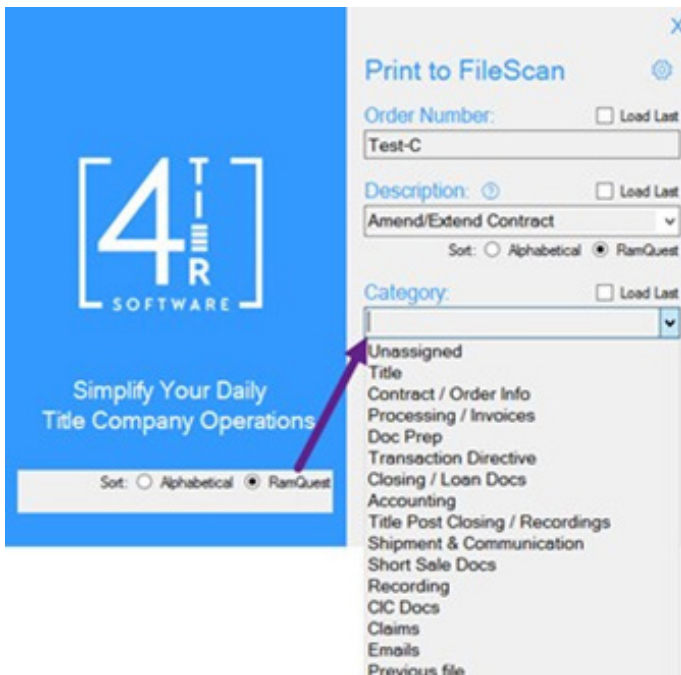 X
Print to FileScan
Order Number: Load Last
Test-C
Description: ? Load Last
Amend/Extend Contract
Sort: Alphabetical RamQuest
Category: Load Last
Unassigned
Title
Contract / Order Info
Processing / Invoices
Doc Prep
Transaction Directive
Closing / Loan Docs
Accounting
Title Post Closing / Recordings
Shipment & Communication
Short Sale Docs
Recording
CIC Docs
Claims
Emails
Previous file
4TIER
SOFTWARE
Simplify Your Daily
Title Company Operations
Sort: Alphabetical RamQuest